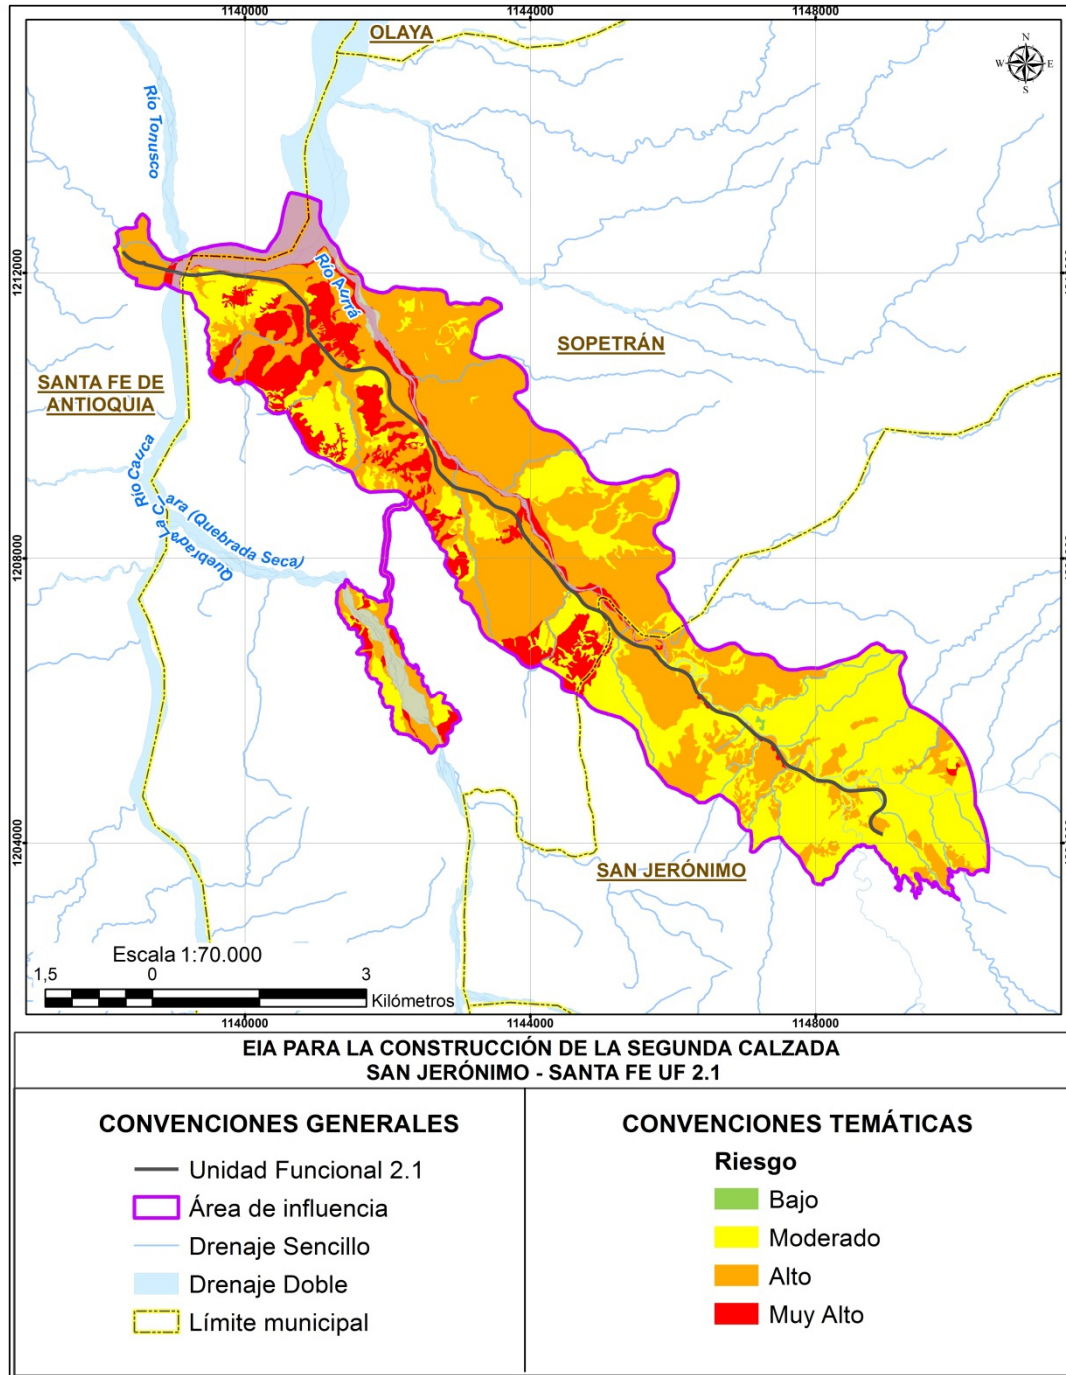 1140000
1144000
1148000
OLAYA
N
W
E
S
Río Tonusco
1212000
Río Aurrá
SOPETRÁN
SANTA FE DE
ANTIOQUIA
Río Cauca
Quebrada La Clara (Quebrada Seca)
1208000
1204000
SAN JERÓNIMO
Escala 1:70.000
1,5
0
3
Kilómetros
1140000
1144000
1148000
EIA PARA LA CONSTRUCCIÓN DE LA SEGUNDA CALZADA
SAN JERÓNIMO - SANTA FE UF 2.1
CONVENCIONES GENERALES
Unidad Funcional 2.1
Área de influencia
Drenaje Sencillo
Drenaje Doble
Límite municipal
CONVENCIONES TEMÁTICAS
Riesgo
Bajo
Moderado
Alto
Muy Alto